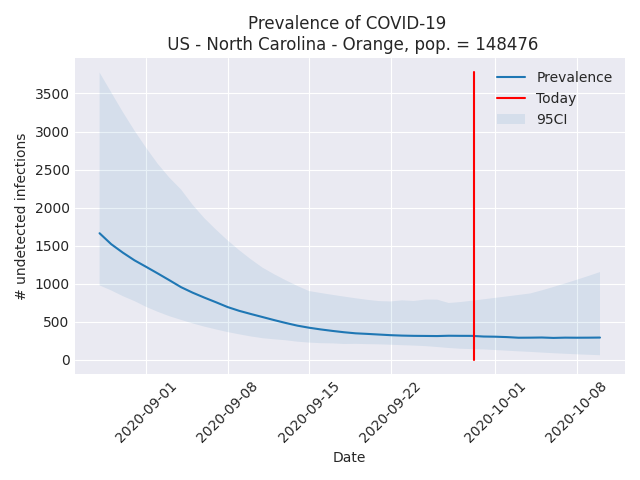 Prevalence of COVID-19
US - North Carolina - Orange, pop. = 148476
Prevalence
Today
95CI
# undetected infections
3500
3000
2500
2000
1500
1000
500
0
2020-09-01
2020-09-08
2020-09-15
2020-09-22
2020-10-01
2020-10-08
Date